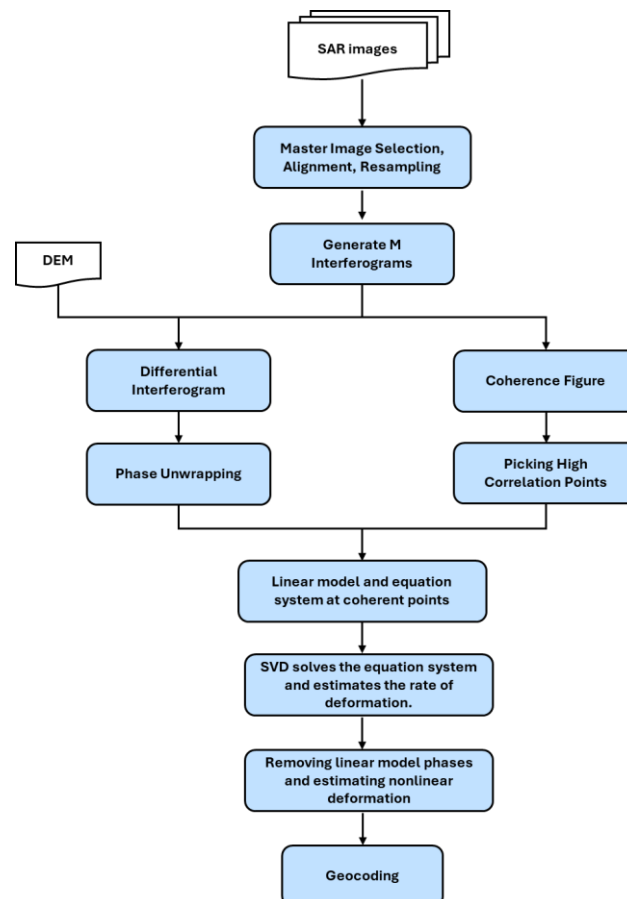 SAR images
Master Image Selection,
Alignment, Resampling
Generate M
Interferograms
DEM
Differential
Interferogram
Coherence Figure
Phase Unwrapping
Picking High
Correlation Points
Linear model and equation
system at coherent points
SVD solves the equation system
and estimates the rate of
deformation.
Removing linear model phases
and estimating nonlinear
deformation
Geocoding